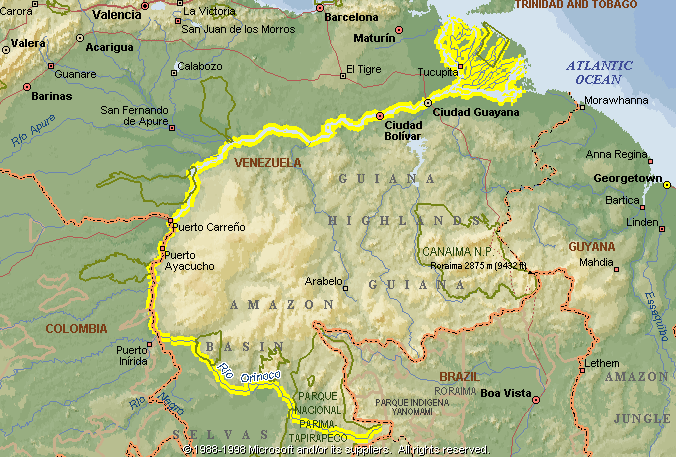 TRINIDAD AND TOBAGO
Carora
Valencia
La Victoria
Barcelona
San Juan de los Morros
Maturín
Valera
Acarigua
ATLANTIC
OCEAN
Guanare
Calabozo
El Tigre
Tucupita
Barinas
Morawhanna
San Fernando
de Apure
Ciudad Guayana
Río Apure
Ciudad
Bolívar
Anna Regina
VENEZUELA
GUIANA
Georgetown
Bartica
HIGHLANDS
Puerto Carreño
Linden
CANAIMA N.P.
GUYANA
Puerto
Ayacucho
Roraima 2875 m (9432 ft)
Mahdia
Arabelo
GUIANA
AMAZON
Essequibo
COLOMBIA
BASIN
Puerto
Inírida
Río
Orinoco
Lethem
BRAZIL
AMAZON
RORAIMA
Boa Vista
PARQUE
NACIONAL
PARIMA-
TAPIRAPECO
PARQUE INDIGENA
YANOMAMI
Río Negro
JUNGLE
SELVAS
© 1988-1998 Microsoft and/or its suppliers. All rights reserved.